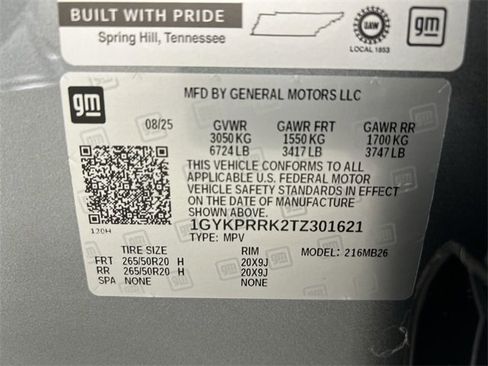 BUILT WITH PRIDE
Spring Hill, Tennessee
UAW
LOCAL 1853
gm
gm
MFD BY GENERAL MOTORS LLC
08/25 GVWR GAWR FRT GAWR RR
3050 KG 1550 KG 1700 KG
6724 LB 3417 LB 3747 LB
THIS VEHICLE CONFORMS TO ALL
APPLICABLE U.S. FEDERAL MOTOR
VEHICLE SAFETY STANDARDS IN EFFECT
ON THE DATE OF MANUFACTURE
SHOWN ABOVE.
1GYKPRRK2TZ301621
120H
TYPE: MPV MODEL: 216MB26
TIRE SIZE RIM
FRT 265/50R20 H 20X9J
RR 265/50R20 H 20X9J
SPA NONE NONE